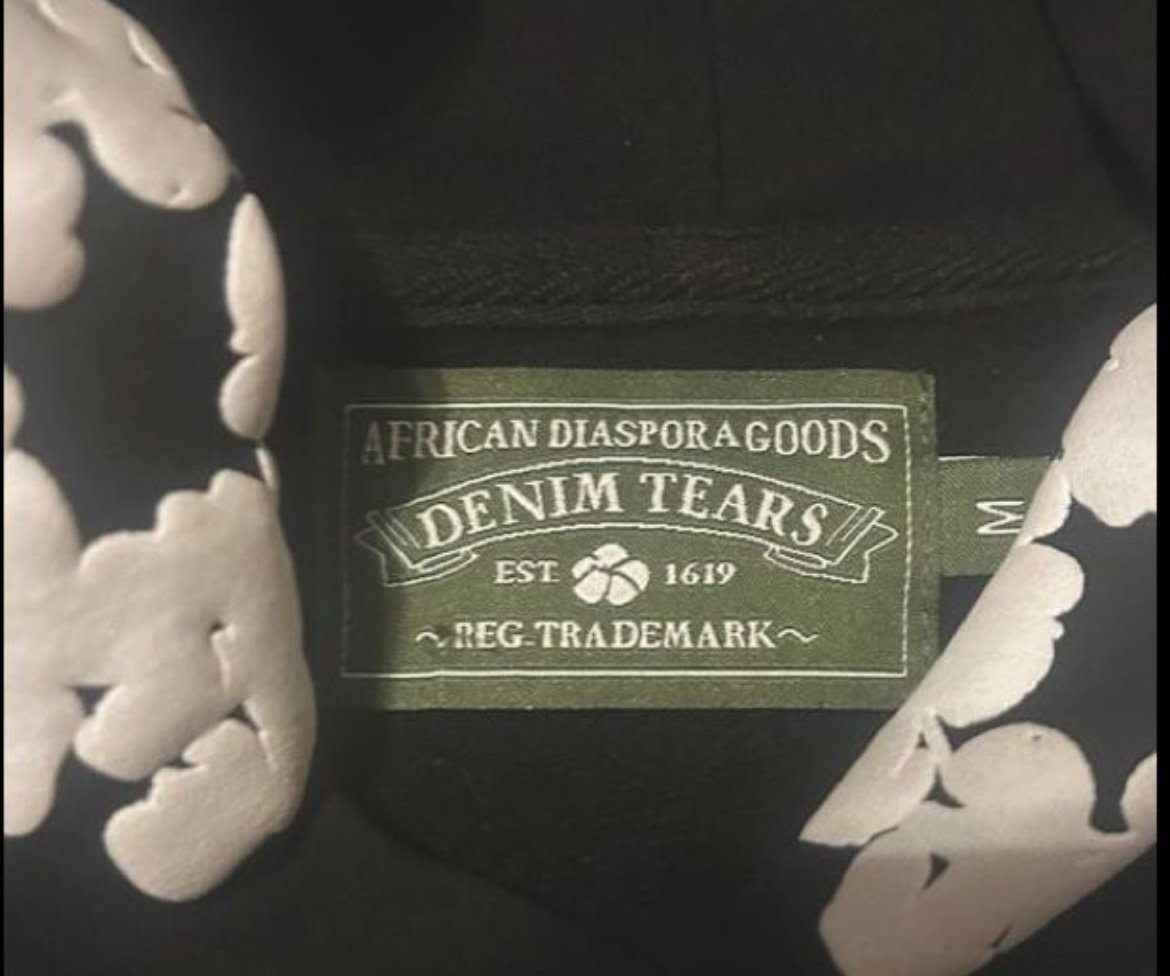 AFRICAN DIASPORA GOODS
DENIM TEARS
EST 1619
~REG. TRADEMARK~
M